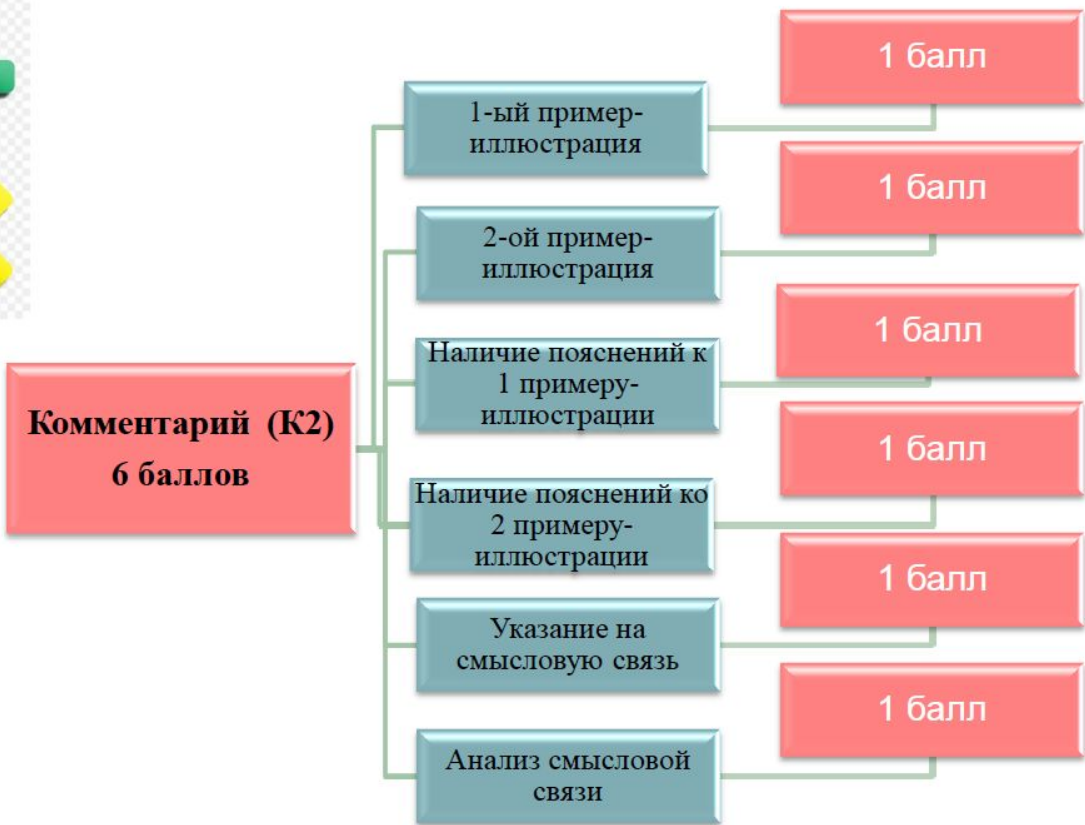 Комментарий (К2)
6 баллов
1-ый пример-
иллюстрация
1 балл
2-ой пример-
иллюстрация
1 балл
Наличие пояснений к
1 примеру-
иллюстрации
1 балл
Наличие пояснений ко
2 примеру-
иллюстрации
1 балл
Указание на
смысловую связь
1 балл
Анализ смысловой
связи
1 балл